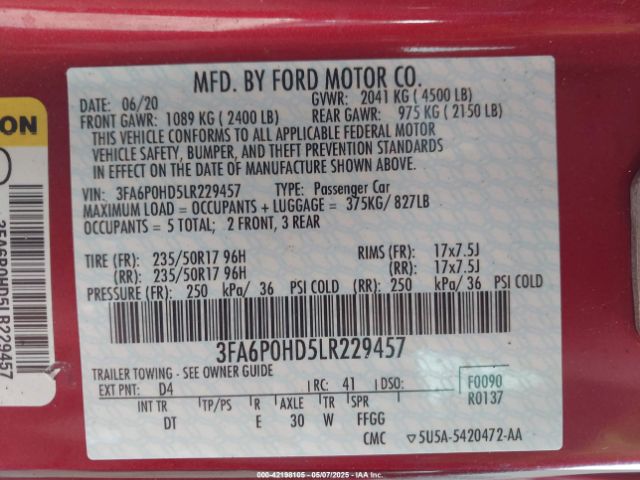 MFD. BY FORD MOTOR CO.
DATE: 06/20 GVWR: 2041 KG (4500 LB)
FRONT GAWR: 1089 KG (2400 LB) REAR GAWR: 975 KG (2150 LB)
THIS VEHICLE CONFORMS TO ALL APPLICABLE FEDERAL MOTOR
VEHICLE SAFETY, BUMPER, AND THEFT PREVENTION STANDARDS
IN EFFECT ON THE DATE OF MANUFACTURE SHOWN ABOVE.
VIN: 3FA6P0HD5LR229457 TYPE: Passenger Car
MAXIMUM LOAD = OCCUPANTS + LUGGAGE = 375KG/ 827LB
OCCUPANTS = 5 TOTAL; 2 FRONT, 3 REAR
TIRE (FR): 235/50R17 96H RIMS (FR): 17x7.5J
(RR): 235/50R17 96H (RR): 17x7.5J
PRESSURE (FR): 250 kPa/ 36 PSI COLD (RR): 250 kPa/ 36 PSI COLD
3FA6P0HD5LR229457
TRAILER TOWING - SEE OWNER GUIDE
EXT PNT: D4 RC: 41 DSO: F0090
R0137
INT TR TP/PS R AXLE TR SPR
DT E 30 W FFGG
CMC 5U5A-5420472-AA
ON
3FA6P0HD5LR229457
000-42198105 - 05/07/2025 - IAAI.COM